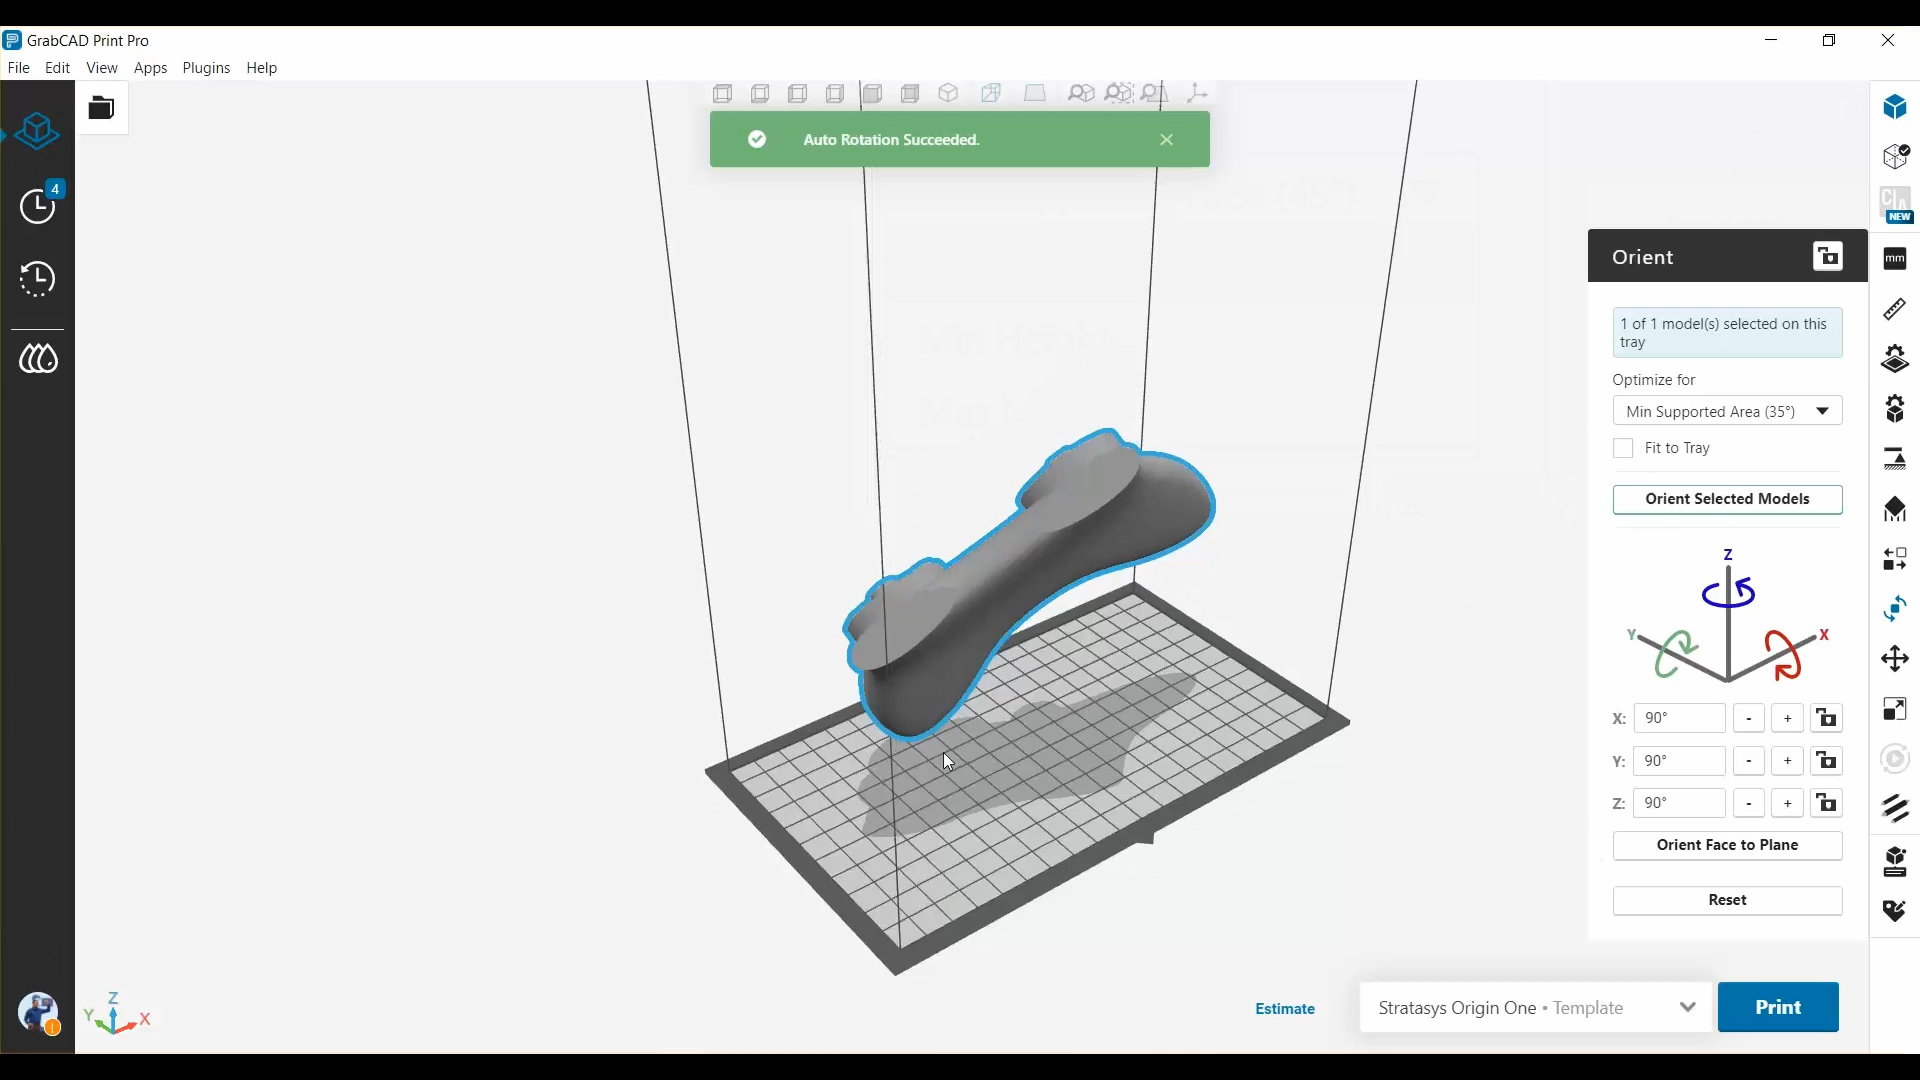 GrabCAD Print Pro
File Edit View Apps Plugins Help
4
Auto Rotation Succeeded.
NEW
mm
Orient
1 of 1 model(s) selected on this
tray
Optimize for
Min Supported Area (35°)
Fit to Tray
Orient Selected Models
Z
Y X
X: 90° - +
Y: 90° - +
Z: 90° - +
Orient Face to Plane
Reset
Z
Y X
Estimate
Stratasys Origin One • Template
Print